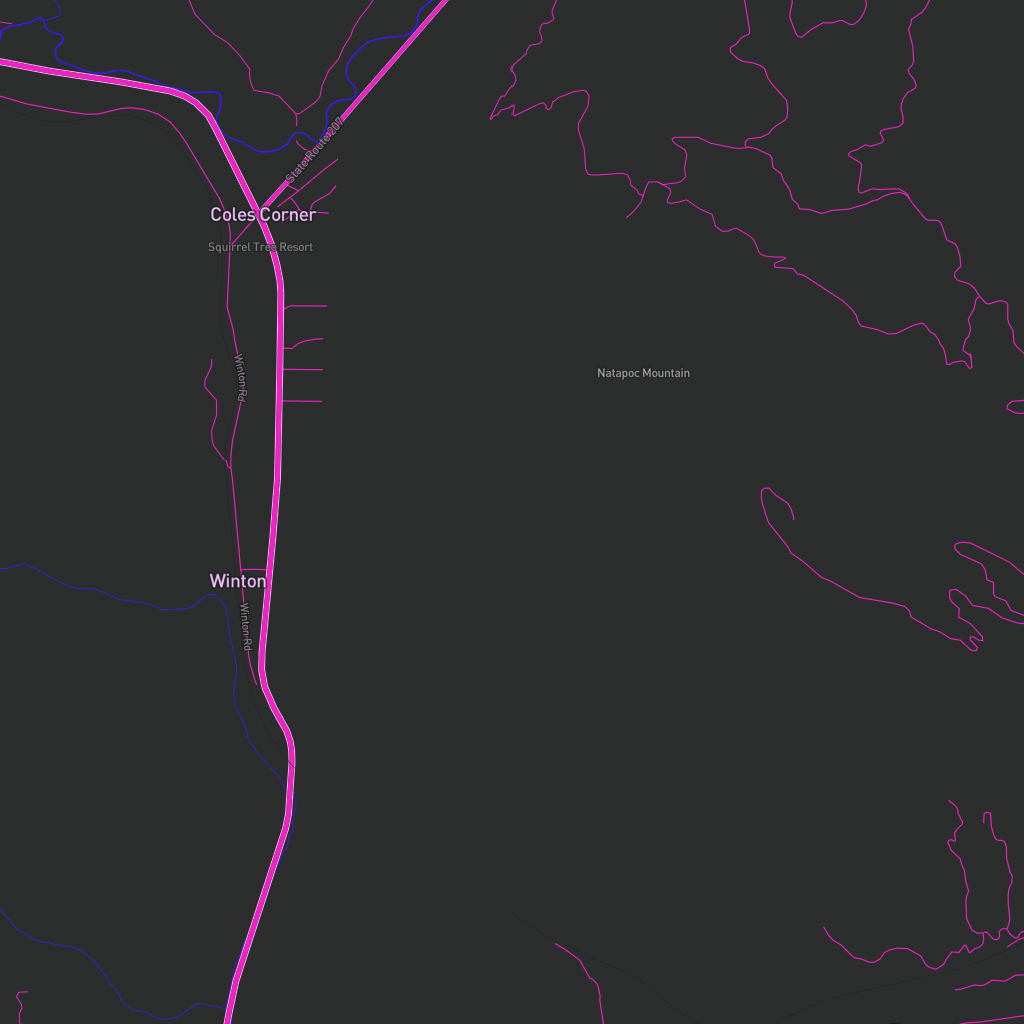 State Route 207
Coles Corner
Squirrel Tree Resort
Winton Rd
Natapoc Mountain
Winton
Winton Rd